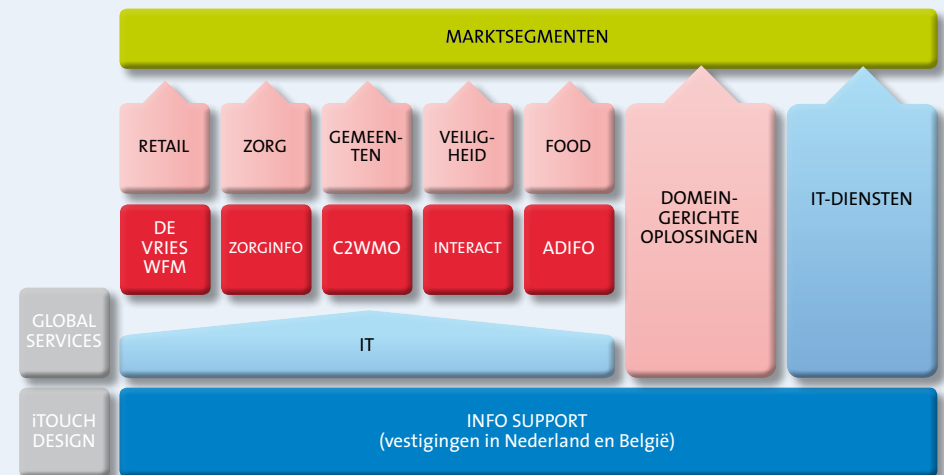 MARKTSEGMENTEN
RETAIL
ZORG
GEMEEN-
TEN
VEILIG-
HEID
FOOD
DOMEIN-
GERICHTE
OPLOSSINGEN
IT-DIENSTEN
DE
VRIES
WFM
ZORGINFO
C2WMO
INTERACT
ADIFO
GLOBAL
SERVICES
IT
iTOUCH
DESIGN
INFO SUPPORT
(vestigingen in Nederland en België)